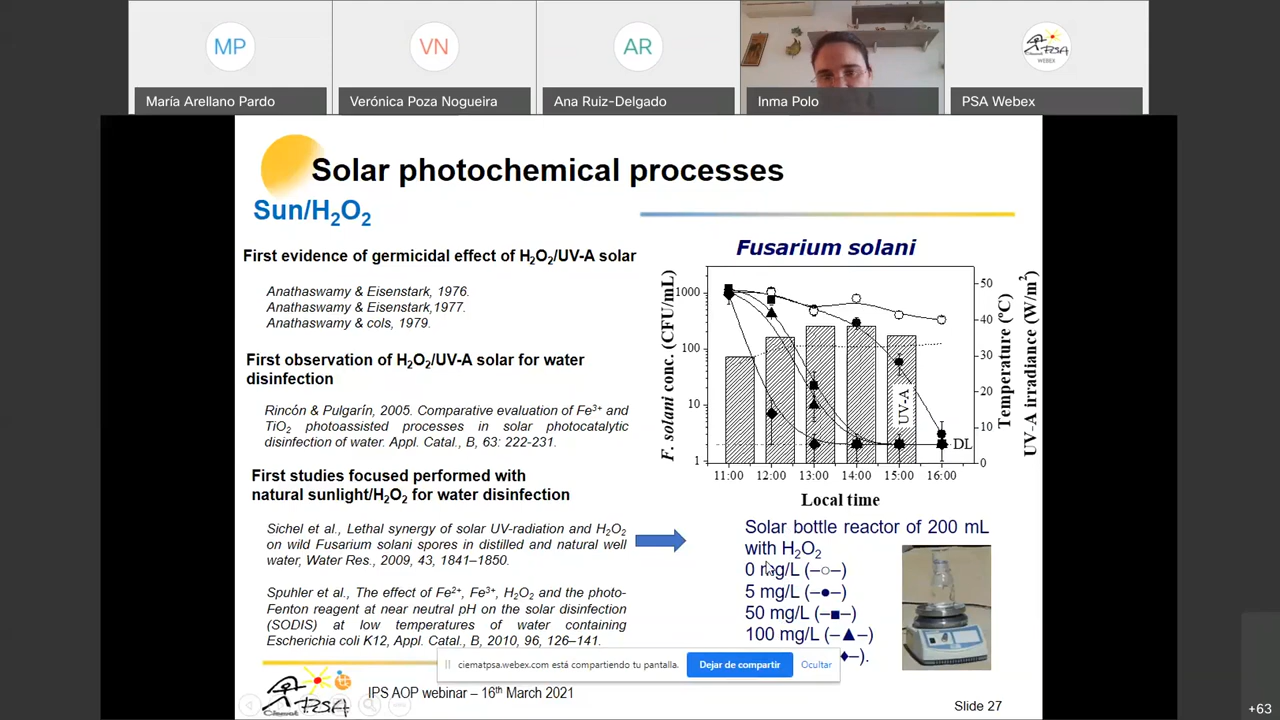 MP
VN
AR
PSA
WEBEX
María Arellano Pardo
Verónica Poza Nogueira
Ana Ruiz-Delgado
Inma Polo
PSA Webex
Solar photochemical processes
Sun/H₂O₂
First evidence of germicidal effect of H₂O₂/UV-A solar
Anathaswamy & Eisenstark, 1976.
Anathaswamy & Eisenstark,1977.
Anathaswamy & cols, 1979.
First observation of H₂O₂/UV-A solar for water
disinfection
Rincón & Pulgarín, 2005. Comparative evaluation of Fe³⁺ and
TiO₂ photoassisted processes in solar photocatalytic
disinfection of water. Appl. Catal., B, 63: 222-231.
First studies focused performed with
natural sunlight/H₂O₂ for water disinfection
Sichel et al., Lethal synergy of solar UV-radiation and H₂O₂
on wild Fusarium solani spores in distilled and natural well
water, Water Res., 2009, 43, 1841–1850.
Spuhler et al., The effect of Fe²⁺, Fe³⁺, H₂O₂ and the photo-
Fenton reagent at near neutral pH on the solar disinfection
(SODIS) at low temperatures of water containing
Escherichia coli K12, Appl. Catal., B, 2010, 96, 126–141.
Fusarium solani
F. solani conc. (CFU/mL)
1000
100
10
1
50
40
30
20
10
0
Temperature (ºC)
UV-A irradiance (W/m²)
UV-A
DL
11:00 12:00 13:00 14:00 15:00 16:00
Local time
Solar bottle reactor of 200 mL
with H₂O₂
0 mg/L (–○–)
5 mg/L (–●–)
50 mg/L (–■–)
100 mg/L (–▲–)
♦–).
ciematpsa.webex.com está compartiendo tu pantalla.
Dejar de compartir
Ocultar
Ciemat PSA
IPS AOP webinar – 16th March 2021
Slide 27
+63